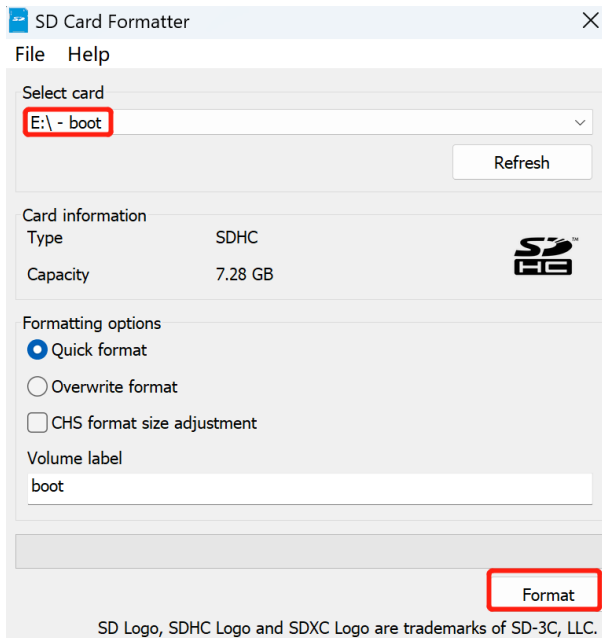 SD Card Formatter
File Help
Select card
E:\ - boot
Refresh
Card information
Type SDHC
Capacity 7.28 GB
SD™
HC
Formatting options
Quick format
Overwrite format
CHS format size adjustment
Volume label
boot
Format
SD Logo, SDHC Logo and SDXC Logo are trademarks of SD-3C, LLC.